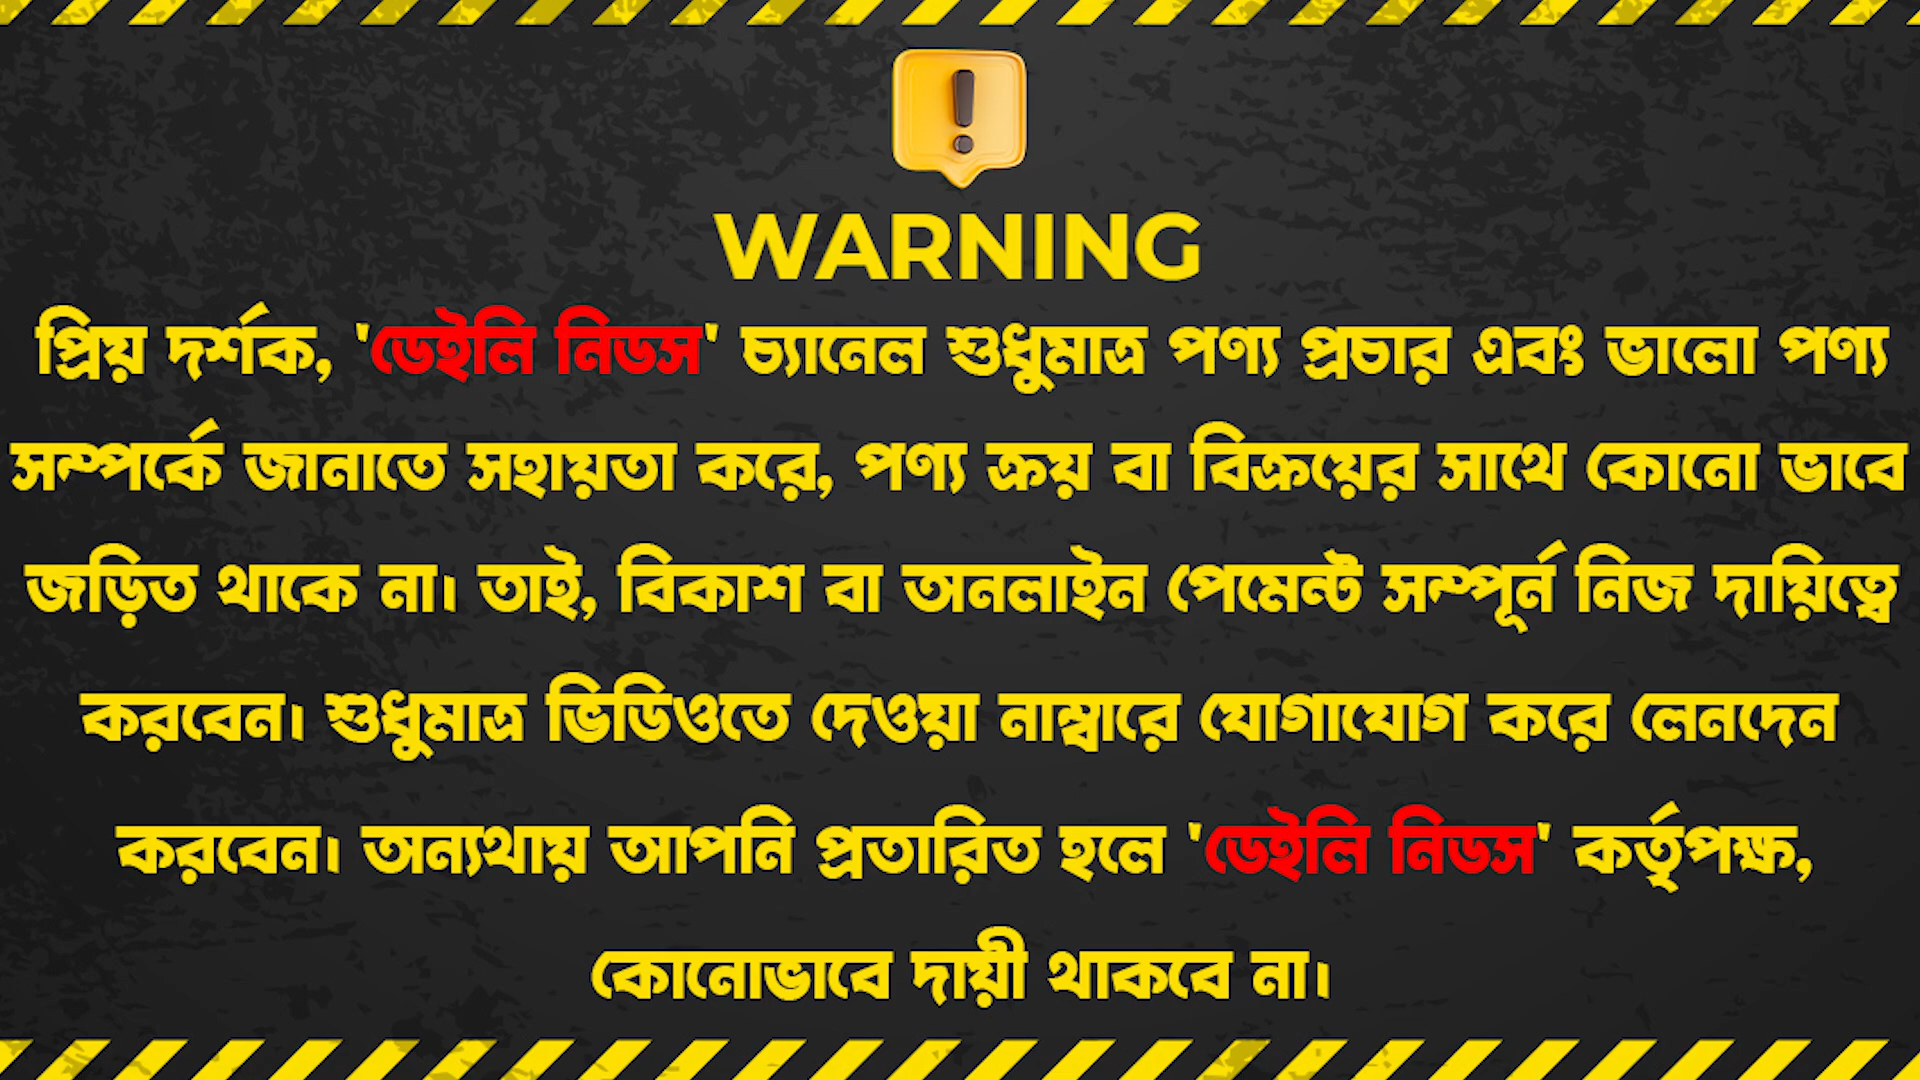 WARNING
প্রিয় দর্শক, 'ডেইলি নিডস' চ্যানেল শুধুমাত্র পণ্য প্রচার এবং ভালো পণ্য
সম্পর্কে জানাতে সহায়তা করে, পণ্য ক্রয় বা বিক্রয়ের সাথে কোনো ভাবে
জড়িত থাকে না। তাই, বিকাশ বা অনলাইন পেমেন্ট সম্পূর্ন নিজ দায়িত্বে
করবেন। শুধুমাত্র ভিডিওতে দেওয়া নাম্বারে যোগাযোগ করে লেনদেন
করবেন। অন্যথায় আপনি প্রতারিত হলে 'ডেইলি নিডস' কর্তৃপক্ষ,
কোনোভাবে দায়ী থাকবে না।